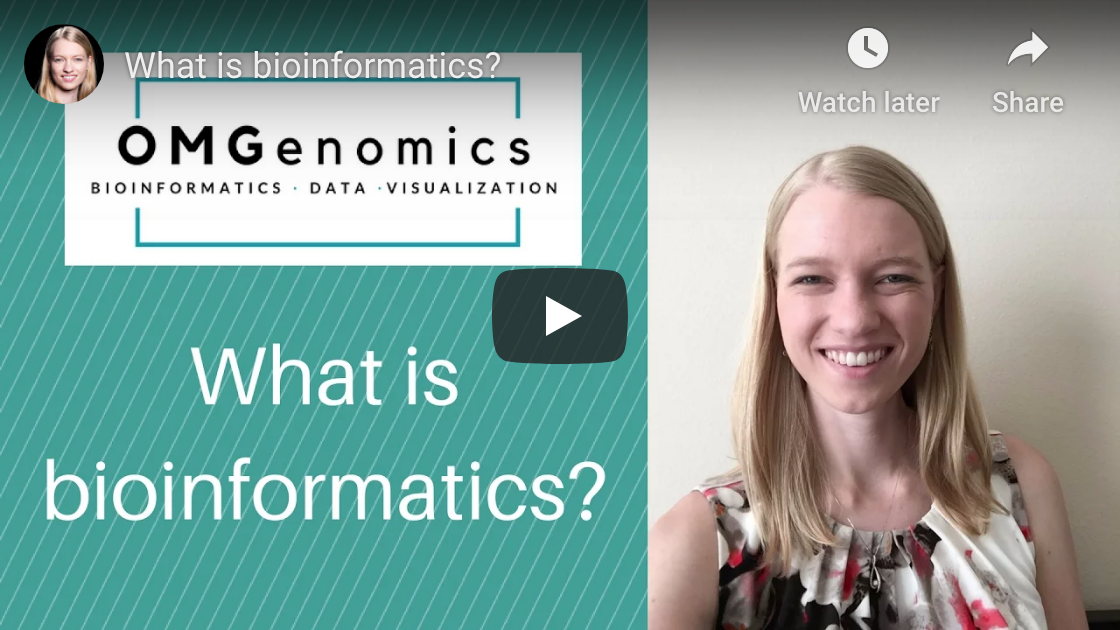 What is bioinformatics?
Watch later
Share
OMGenomics
BIOINFORMATICS · DATA · VISUALIZATION
What is
bioinformatics?